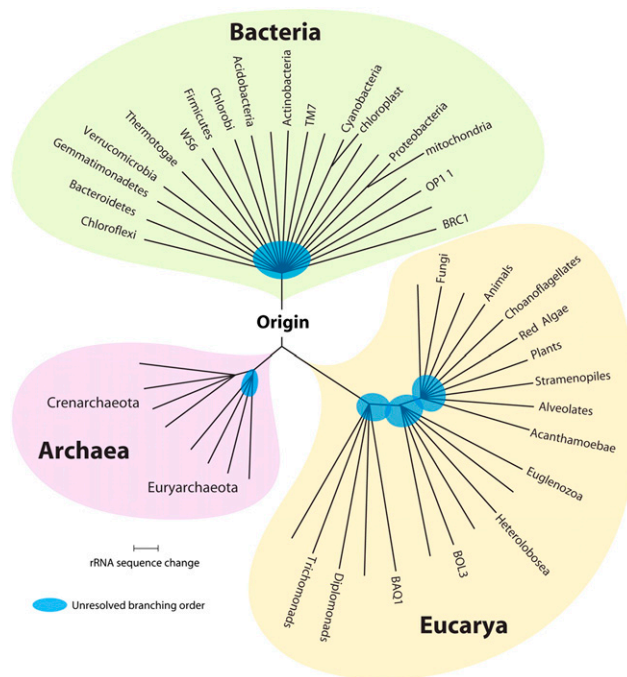 Bacteria
Chloroflexi
Bacteroidetes
Gemmatimonadetes
Verrucomicrobia
Thermotogae
WS6
Firmicutes
Chlorobi
Acidobacteria
Actinobacteria
TM7
Cyanobacteria
chloroplast
Proteobacteria
mitochondria
OP1 1
BRC1
Origin
Crenarchaeota
Archaea
Euryarchaeota
Fungi
Animals
Choanoflagellates
Red Algae
Plants
Stramenopiles
Alveolates
Acanthamoebae
Euglenozoa
Heterolobosea
BOL3
BAQ1
Diplomonads
Trichomonads
Eucarya
rRNA sequence change
Unresolved branching order